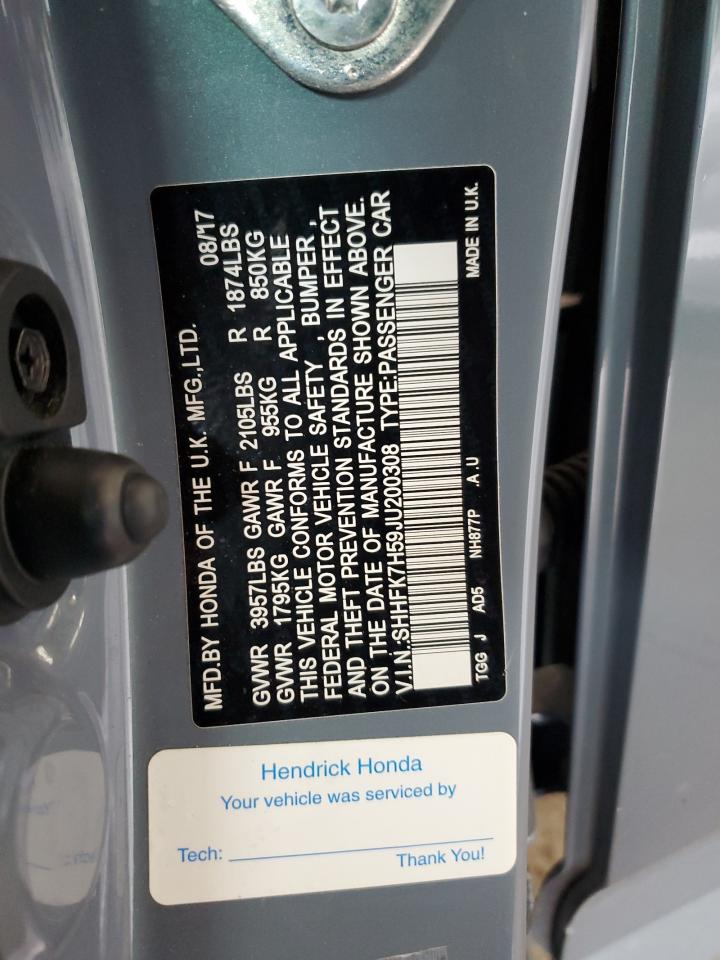 MFD.BY HONDA OF THE U.K. MFG.,LTD. 08/17
GVWR 3957LBS GAWR F 2105LBS R 1874LBS
GVWR 1795KG GAWR F 955KG R 850KG
THIS VEHICLE CONFORMS TO ALL APPLICABLE
FEDERAL MOTOR VEHICLE SAFETY , BUMPER ,
AND THEFT PREVENTION STANDARDS IN EFFECT
ON THE DATE OF MANUFACTURE SHOWN ABOVE.
V.I.N.:SHHFK7H59JU200308 TYPE:PASSENGER CAR
TGG J AD5 NH877P .A .U MADE IN U.K.
Hendrick Honda
Your vehicle was serviced by
Tech:
Thank You!